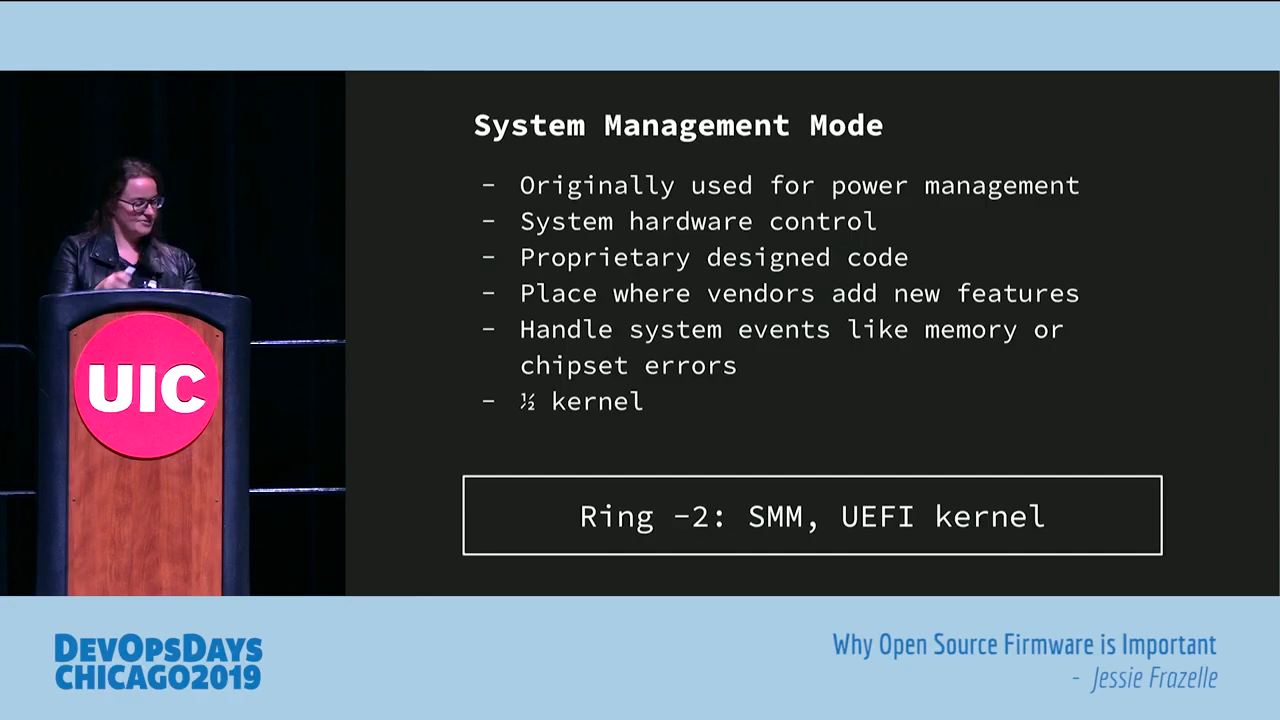 System Management Mode
- Originally used for power management
- System hardware control
- Proprietary designed code
- Place where vendors add new features
- Handle system events like memory or
chipset errors
- ½ kernel
Ring -2: SMM, UEFI kernel
UIC
DEVOPSDAYS
CHICAGO2019
Why Open Source Firmware is Important
- Jessie Frazelle